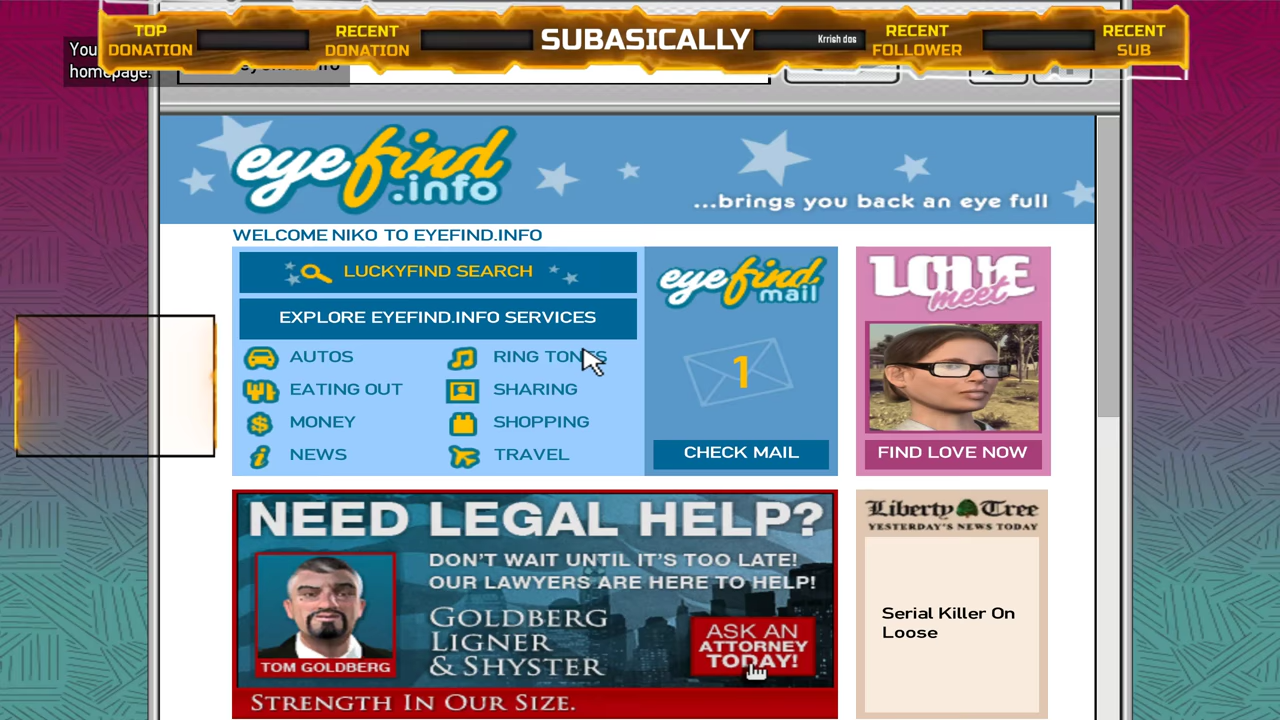 TOP
DONATION
RECENT
DONATION
SUBASICALLY
Krrish das
RECENT
FOLLOWER
RECENT
SUB
You
homepage.
eyefind
.info
...brings you back an eye full
WELCOME NIKO TO EYEFIND.INFO
LUCKYFIND SEARCH
EXPLORE EYEFIND.INFO SERVICES
AUTOS
RING TONES
EATING OUT
SHARING
MONEY
SHOPPING
NEWS
TRAVEL
eyefind
mail
1
CHECK MAIL
LOVE
meet
FIND LOVE NOW
NEED LEGAL HELP?
DON'T WAIT UNTIL IT'S TOO LATE!
OUR LAWYERS ARE HERE TO HELP!
GOLDBERG
LIGNER
& SHYSTER
TOM GOLDBERG
ASK AN
ATTORNEY
TODAY!
STRENGTH IN OUR SIZE.
Liberty Tree
YESTERDAY'S NEWS TODAY
Serial Killer On
Loose